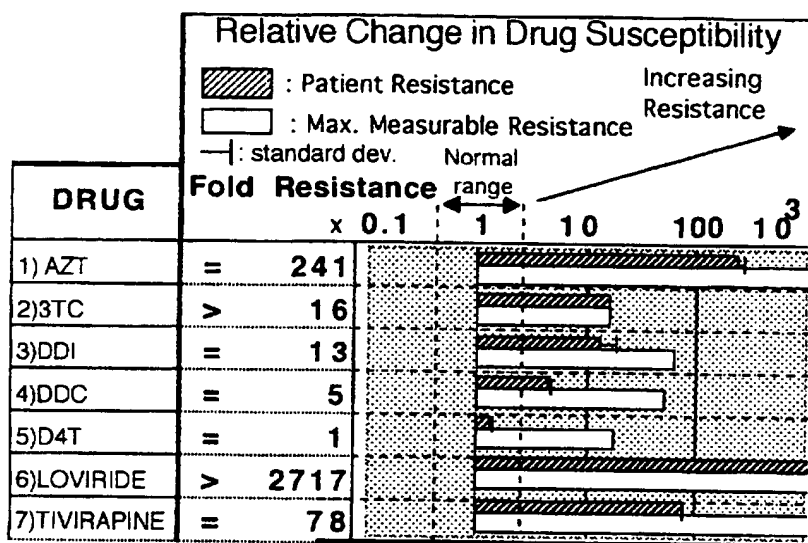 Relative Change in Drug Susceptibility
: Patient Resistance
Increasing
Resistance
: Max. Measurable Resistance
: standard dev.
Normal
range
DRUG
Fold Resistance
x 0.1 1 10 100 10³
1) AZT = 241
2)3TC > 16
3)DDI = 13
4)DDC = 5
5)D4T = 1
6)LOVIRIDE > 2717
7)TIVIRAPINE = 78